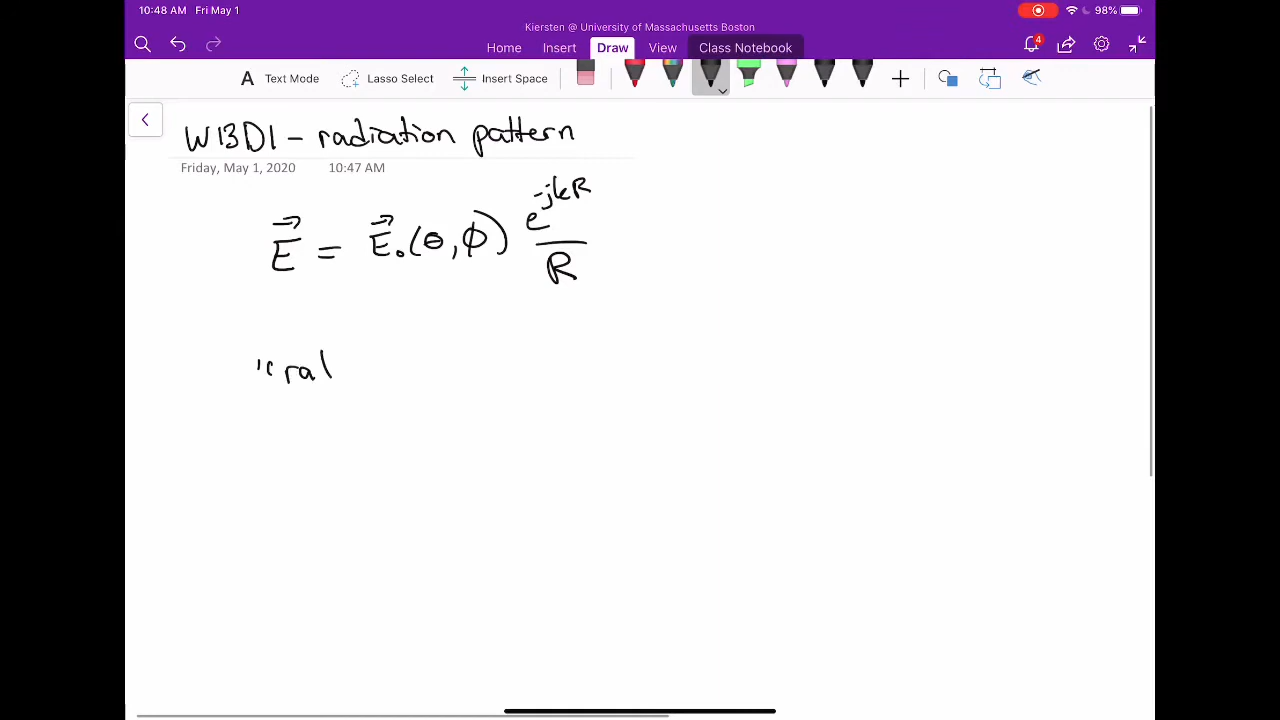 10:48 AM Fri May 1
98%
Kiersten @ University of Massachusetts Boston
4
Home Insert Draw View Class Notebook
A Text Mode Lasso Select Insert Space
W13D1 - radiation pattern
Friday, May 1, 2020 10:47 AM
E⃗ = E⃗₀(θ,ϕ) e^(-jkR) / R
"ral